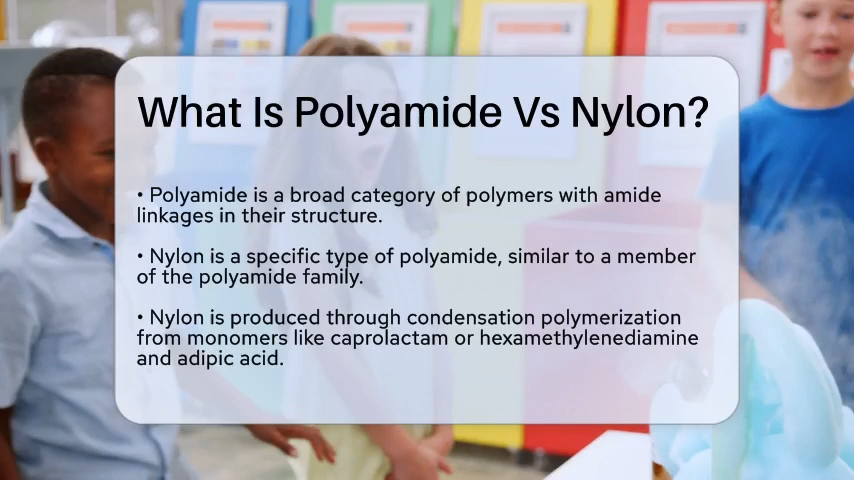 What Is Polyamide Vs Nylon?
• Polyamide is a broad category of polymers with amide
linkages in their structure.
• Nylon is a specific type of polyamide, similar to a member
of the polyamide family.
• Nylon is produced through condensation polymerization
from monomers like caprolactam or hexamethylenediamine
and adipic acid.